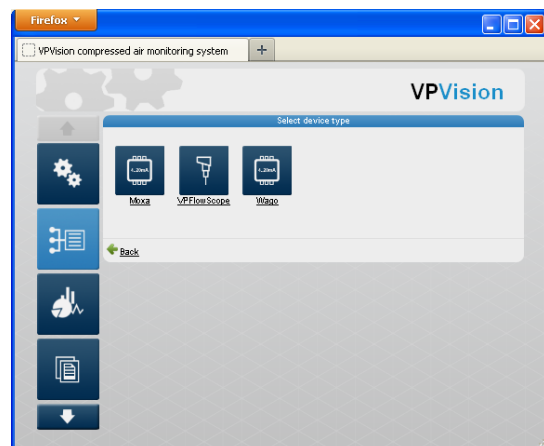 Firefox
VPVision compressed air monitoring system
VPVision
Select device type
4..20mA
4..20mA
Moxa
VPFlowScope
Wago
Back